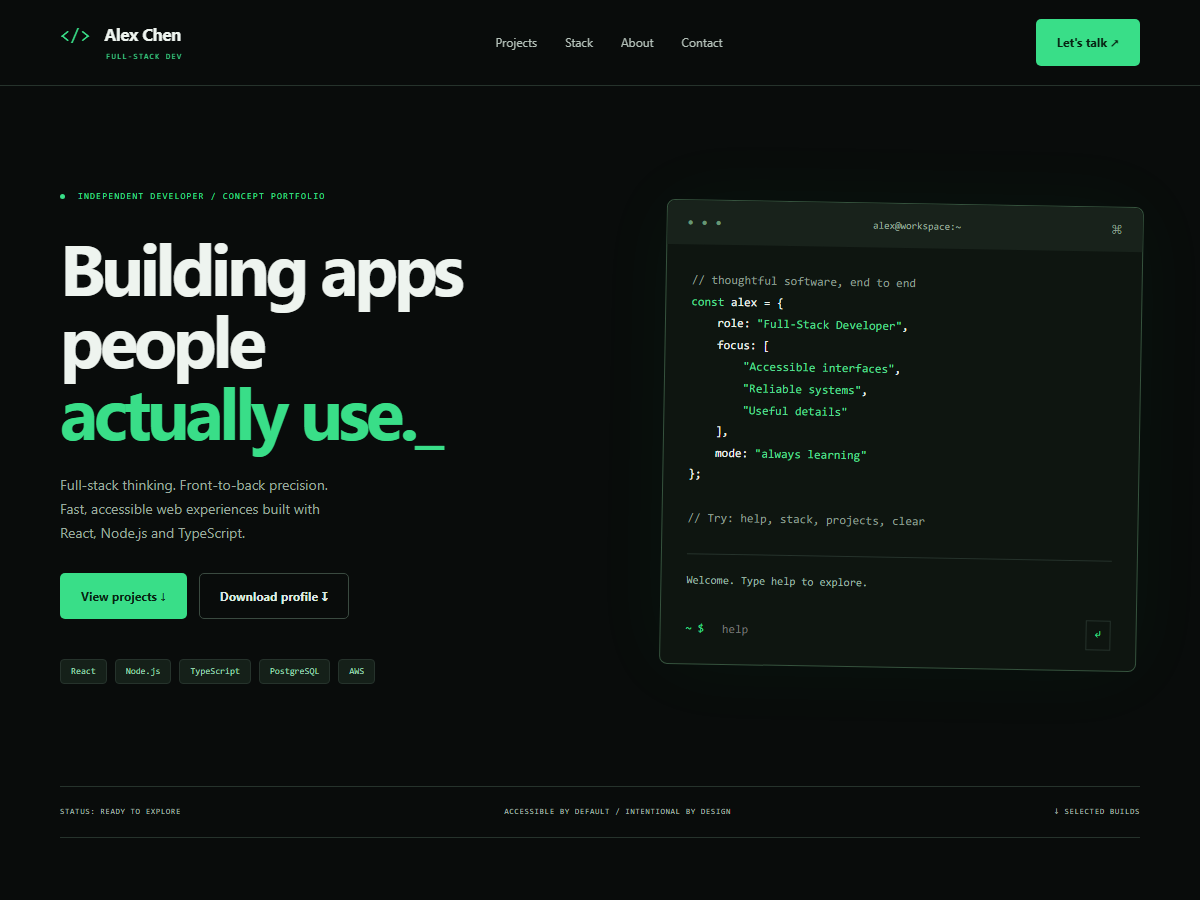 </> Alex Chen
FULL-STACK DEV
Projects Stack About Contact
Let's talk ↗
INDEPENDENT DEVELOPER / CONCEPT PORTFOLIO
Building apps
people
actually use._
Full-stack thinking. Front-to-back precision.
Fast, accessible web experiences built with
React, Node.js and TypeScript.
View projects ↓
Download profile ↧
React Node.js TypeScript PostgreSQL AWS
alex@workspace:~ ⌘
// thoughtful software, end to end
const alex = {
role: "Full-Stack Developer",
focus: [
"Accessible interfaces",
"Reliable systems",
"Useful details"
],
mode: "always learning"
};
// Try: help, stack, projects, clear
Welcome. Type help to explore.
~ $ help ↲
STATUS: READY TO EXPLORE
ACCESSIBLE BY DEFAULT / INTENTIONAL BY DESIGN
↓ SELECTED BUILDS